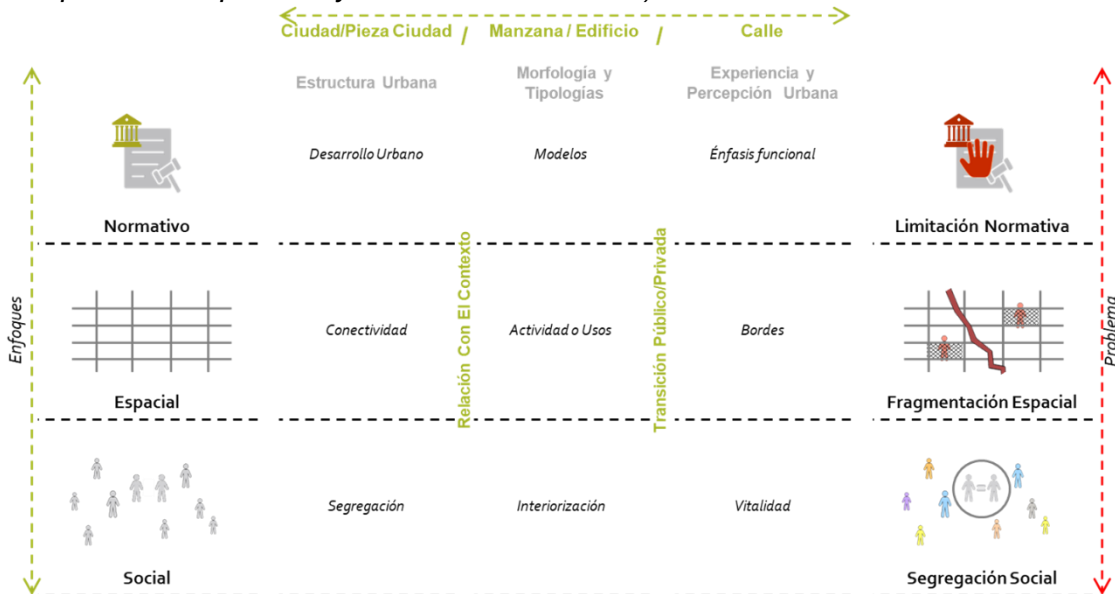 Ciudad/Pieza Ciudad / Manzana / Edificio / Calle
Estructura Urbana
Morfología y
Tipologías
Experiencia y
Percepción Urbana
Desarrollo Urbano
Modelos
Énfasis funcional
Normativo
Limitación Normativa
Enfoques
Relación Con El Contexto
Transición Público/Privada
Problema
Conectividad
Actividad o Usos
Bordes
Espacial
Fragmentación Espacial
Segregación
Interiorización
Vitalidad
Social
Segregación Social